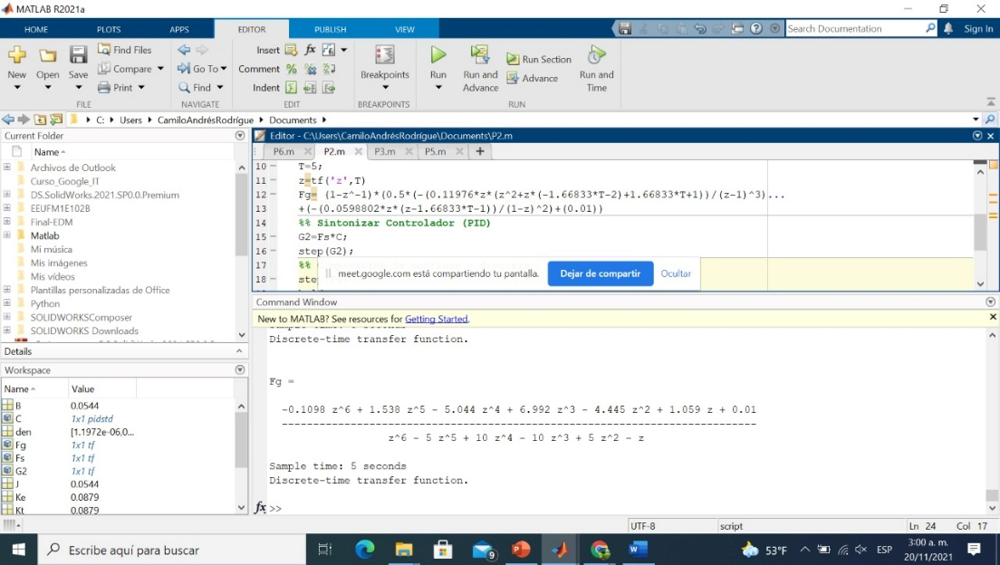 MATLAB R2021a
HOME PLOTS APPS EDITOR PUBLISH VIEW Search Documentation Sign In
New Open Save Find Files Compare Print Go To Find Insert fx Comment Indent Breakpoints Run Run and Advance Run Section Advance Run and Time
FILE NAVIGATE EDIT BREAKPOINTS RUN
C: Users CamiloAndrésRodrígue Documents
Current Folder
Name
Archivos de Outlook
Curso_Google_IT
DS.SolidWorks.2021.SP0.0.Premium
EEUFM1E102B
Final-EDM
Matlab
Mi música
Mis imágenes
Mis vídeos
Plantillas personalizadas de Office
Python
SOLIDWORKSComposer
SOLIDWORKS Downloads
Details
Workspace
Name Value
B 0.0544
C 1x1 pidstd
den [1.1972e-06,0...
Fg 1x1 tf
Fs 1x1 tf
G2 1x1 tf
J 0.0544
Ke 0.0879
Kt 0.0879
Editor - C:\Users\CamiloAndrésRodrígue\Documents\P2.m
P6.m P2.m P3.m P5.m +
10 - T=5;
11 - z=tf('z',T)
12 - Fg= (1-z^-1)*(0.5*(-(0.11976*z*(z^2+z*(-1.66833*T-2)+1.66833*T+1))/(z-1)^3)...
13 +(-(0.0598802*z*(z-1.66833*T-1))/(1-z)^2)+(0.01))
14 %% Sintonizar Controlador (PID)
15 - G2=Fs*C;
16 - step(G2);
17 %%
18 - ste
meet.google.com está compartiendo tu pantalla. Dejar de compartir Ocultar
Command Window
New to MATLAB? See resources for Getting Started.
Discrete-time transfer function.
Fg =
-0.1098 z^6 + 1.538 z^5 - 5.044 z^4 + 6.992 z^3 - 4.445 z^2 + 1.059 z + 0.01
----------------------------------------------------------------------------
z^6 - 5 z^5 + 10 z^4 - 10 z^3 + 5 z^2 - z
Sample time: 5 seconds
Discrete-time transfer function.
fx >>
UTF-8 script Ln 24 Col 17
Escribe aquí para buscar 9 53°F ESP 3:00 a. m.
20/11/2021